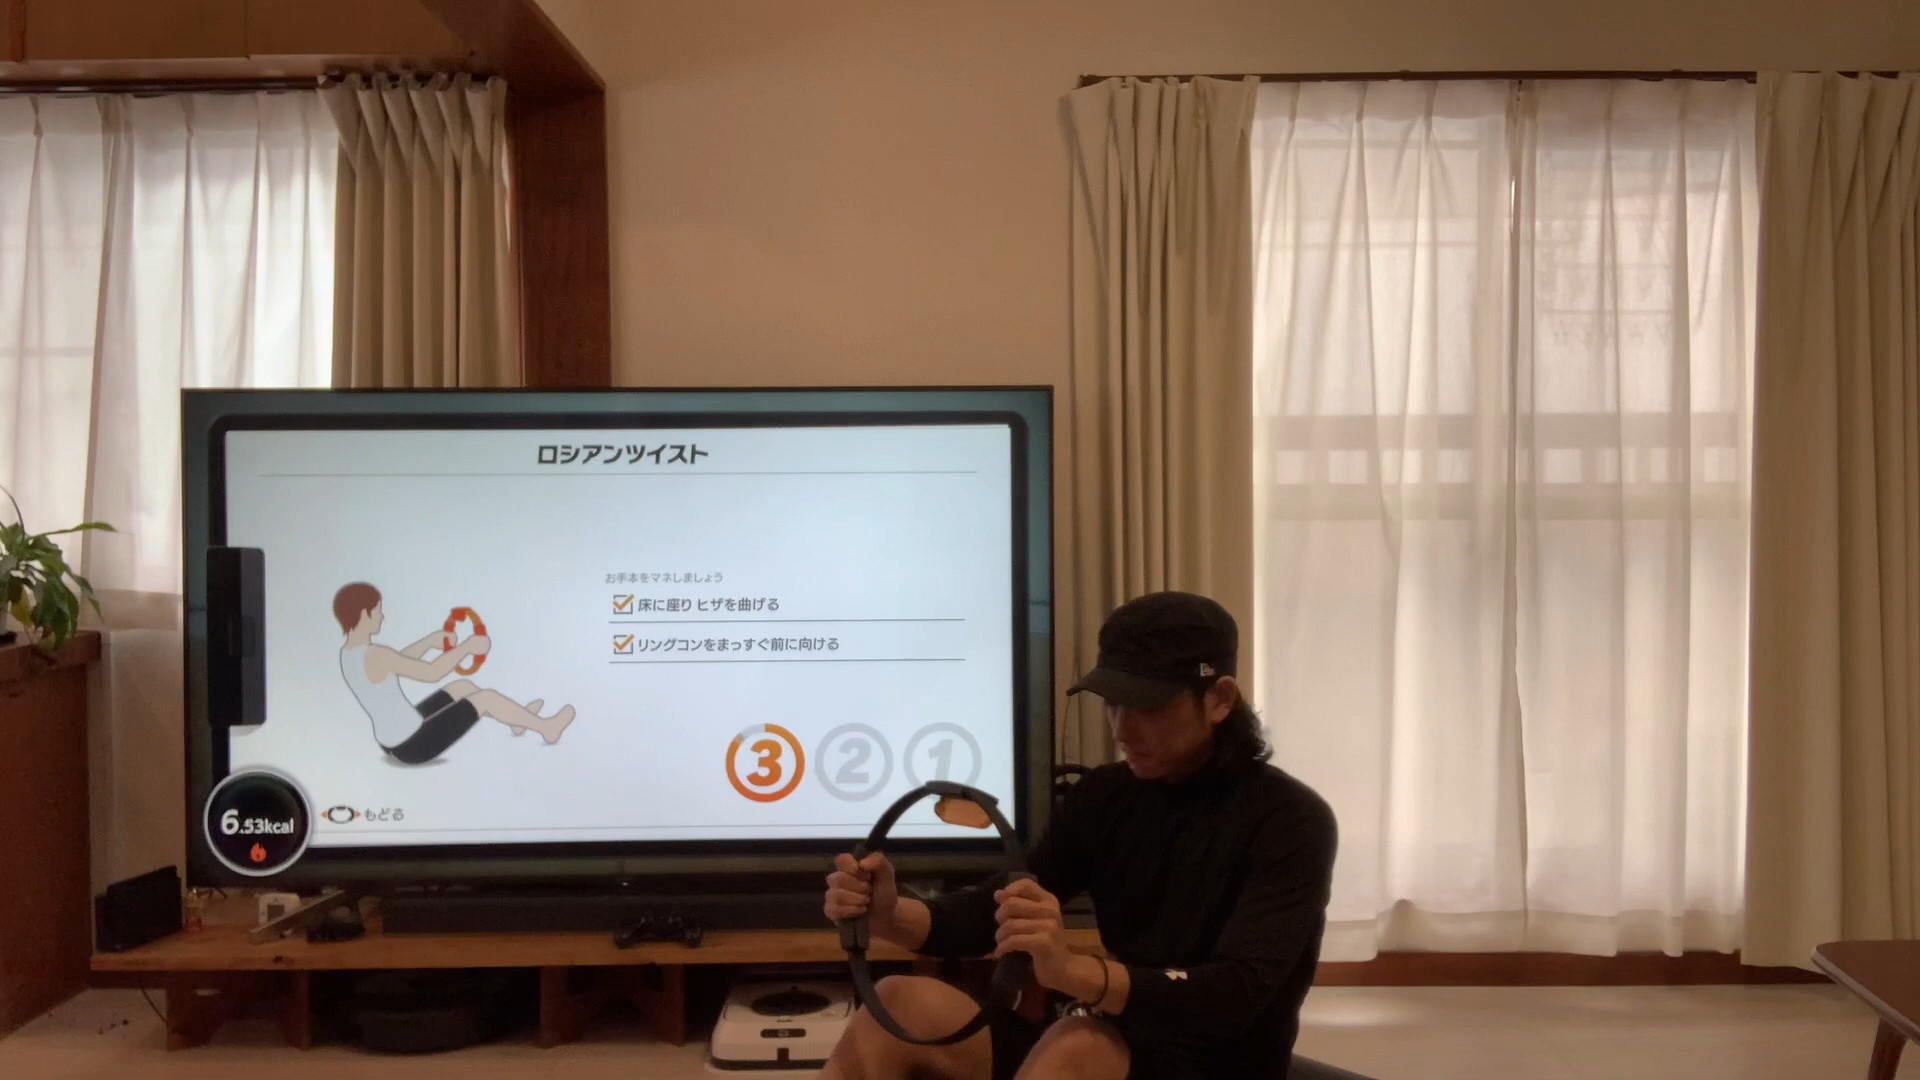 ロシアンツイスト
お手本をマネしましょう
床に座り ヒザを曲げる
リングコンをまっすぐ前に向ける
3 2 1
6.53kcal
もどる